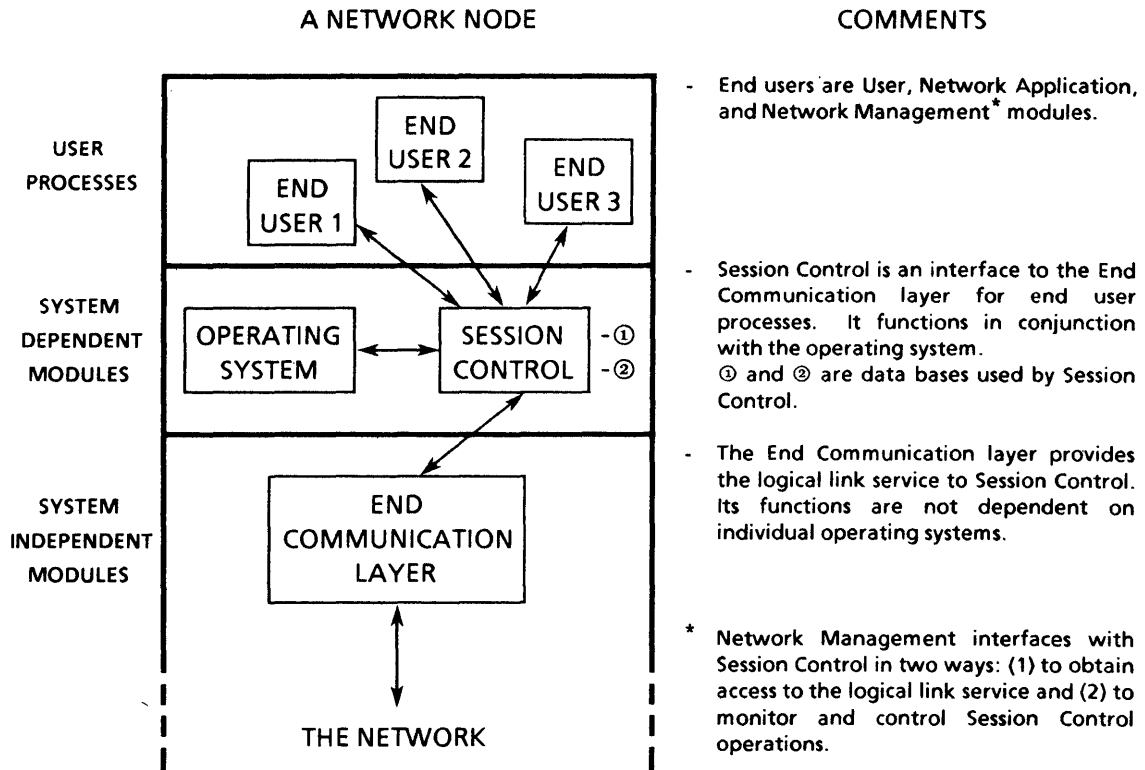 A NETWORK NODE
COMMENTS
USER
PROCESSES
END
USER 1
END
USER 2
END
USER 3
- End users are User, Network Application,
and Network Management* modules.
SYSTEM
DEPENDENT
MODULES
OPERATING
SYSTEM
SESSION
CONTROL
-①
-②
- Session Control is an interface to the End
Communication layer for end user
processes. It functions in conjunction
with the operating system.
① and ② are data bases used by Session
Control.
SYSTEM
INDEPENDENT
MODULES
END
COMMUNICATION
LAYER
- The End Communication layer provides
the logical link service to Session Control.
Its functions are not dependent on
individual operating systems.
THE NETWORK
* Network Management interfaces with
Session Control in two ways: (1) to obtain
access to the logical link service and (2) to
monitor and control Session Control
operations.